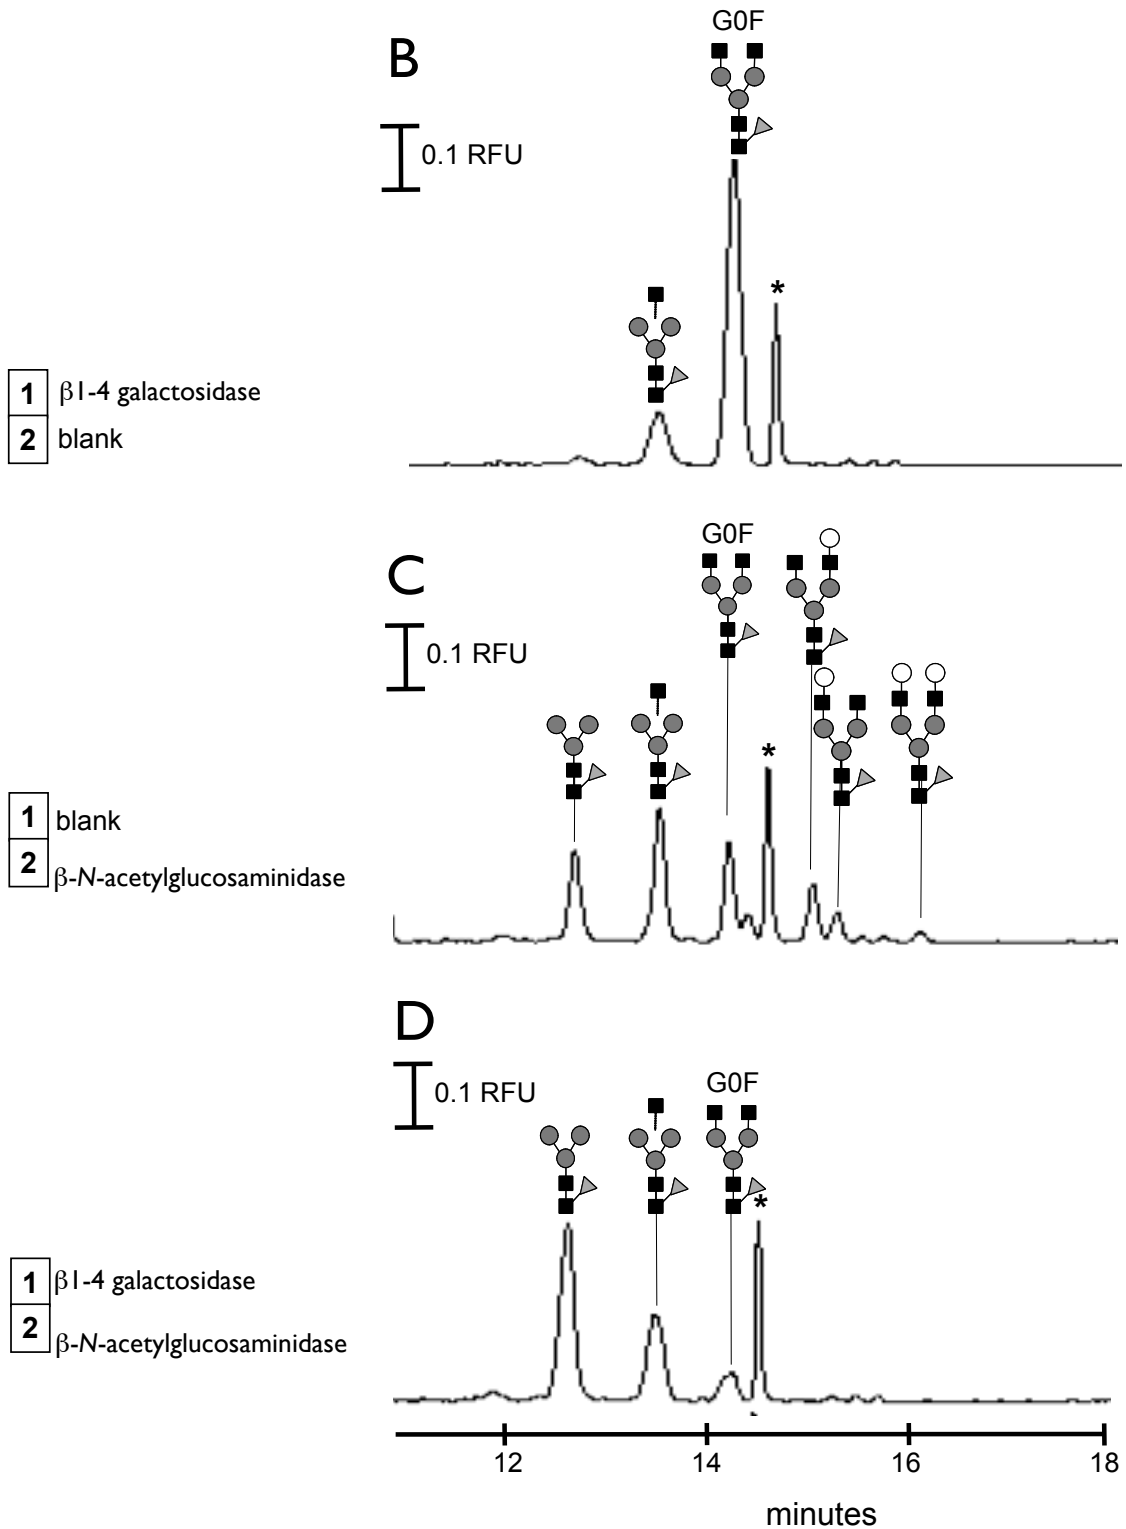 G0F
B
0.1 RFU
*
1 β1-4 galactosidase
2 blank
G0F
C
0.1 RFU
*
1 blank
2 β-N-acetylglucosaminidase
D
G0F
0.1 RFU
*
1 β1-4 galactosidase
2 β-N-acetylglucosaminidase
12 14 16 18
minutes